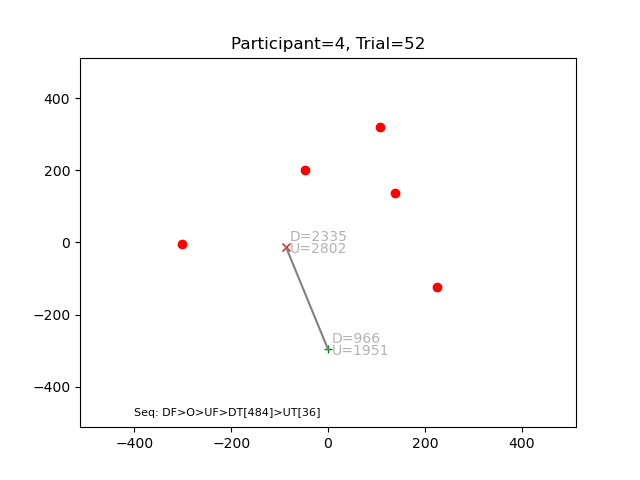 Participant=4, Trial=52
400
200
0
−200
−400
D=2335
U=2802
D=966
U=1951
Seq: DF>O>UF>DT[484]>UT[36]
−400 −200 0 200 400